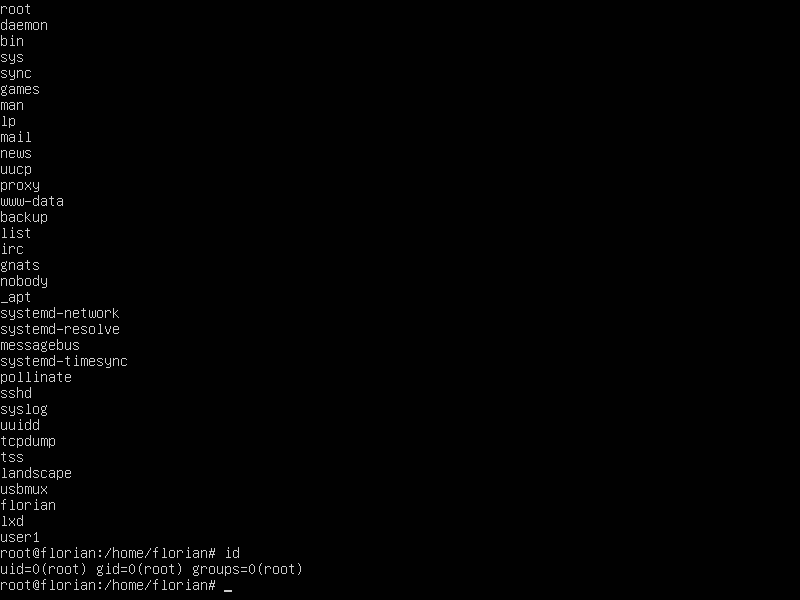 root
daemon
bin
sys
sync
games
man
lp
mail
news
uucp
proxy
www-data
backup
list
irc
gnats
nobody
_apt
systemd-network
systemd-resolve
messagebus
systemd-timesync
pollinate
sshd
syslog
uuidd
tcpdump
tss
landscape
usbmux
florian
lxd
user1
root@florian:/home/florian# id
uid=0(root) gid=0(root) groups=0(root)
root@florian:/home/florian# _